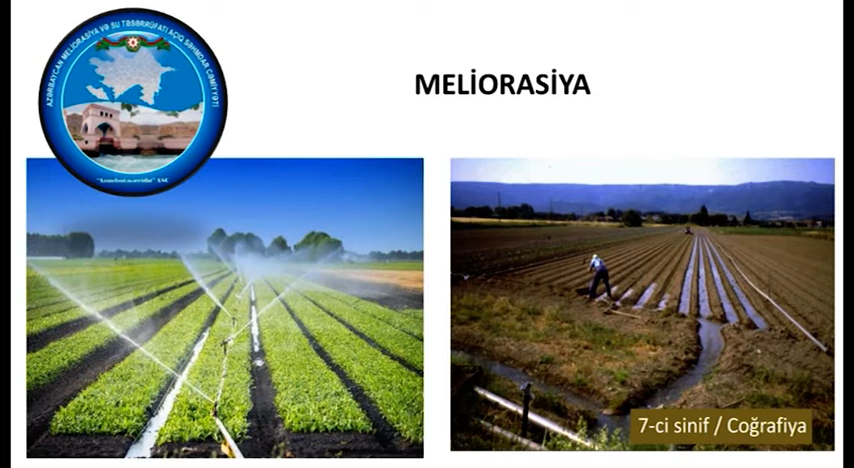 AZƏRBAYCAN MELİORASİYA VƏ SU TƏSƏRRÜFATI AÇIQ SƏHMDAR CƏMİYYƏTİ
MELİORASİYA
7-ci sinif / Coğrafiya